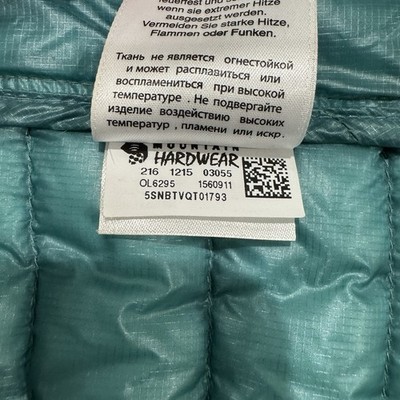 feuerfest und
wenn sie extremer Hitze
ausgesetzt werden.
Vermeiden Sie starke Hitze,
Flammen oder Funken.
Ткань не является огнестойкой
и может расплавиться или
воспламениться при высокой
температуре . Не подвергайте
изделие воздействию высоких
температур , пламени или искр.
MOUNTAIN
HARDWEAR
216 1215 03055
OL6295 1560911
5SNBTVQT01793